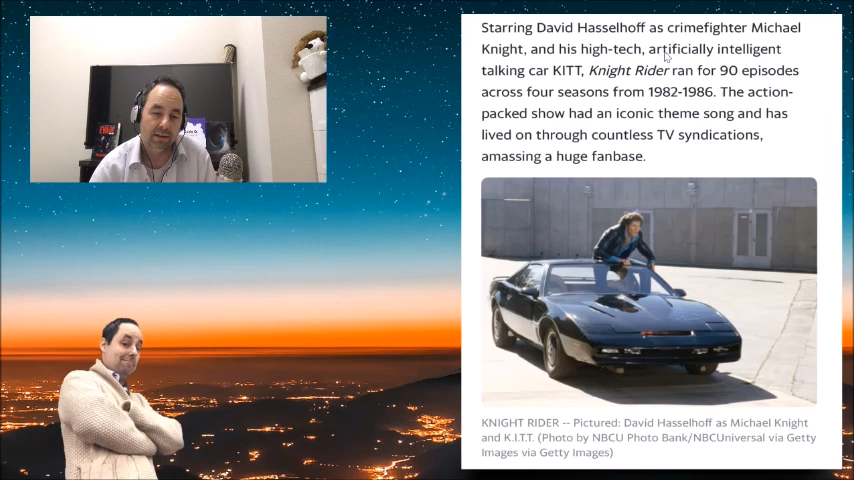 Starring David Hasselhoff as crimefighter Michael
Knight, and his high-tech, artificially intelligent
talking car KITT, Knight Rider ran for 90 episodes
across four seasons from 1982-1986. The action-
packed show had an iconic theme song and has
lived on through countless TV syndications,
amassing a huge fanbase.
KNIGHT RIDER -- Pictured: David Hasselhoff as Michael Knight
and K.I.T.T. (Photo by NBCU Photo Bank/NBCUniversal via Getty
Images via Getty Images)